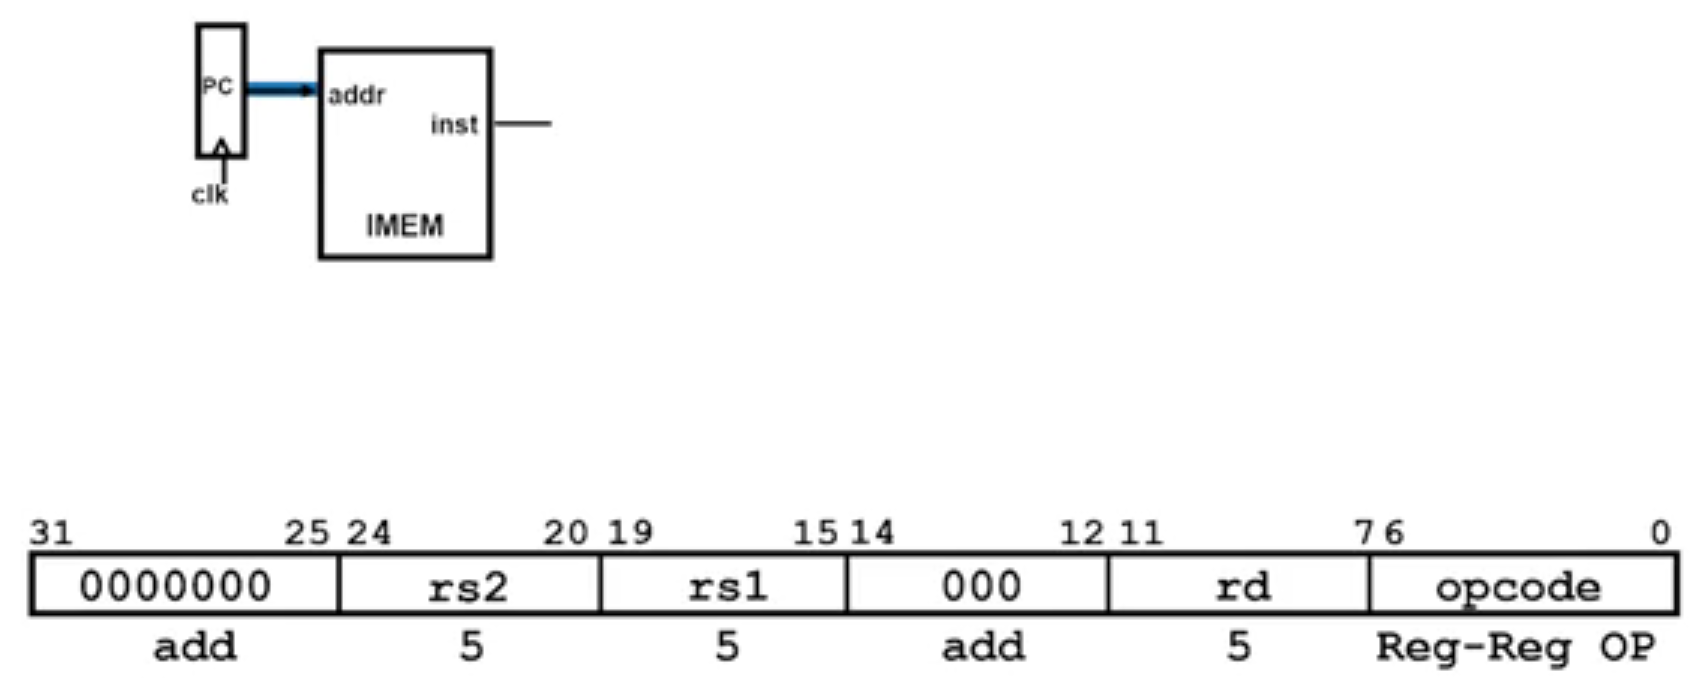 PC
addr
inst
clk
IMEM
31 25 24 20 19 15 14 12 11 7 6 0
0000000 rs2 rs1 000 rd opcode
add 5 5 add 5 Reg-Reg OP